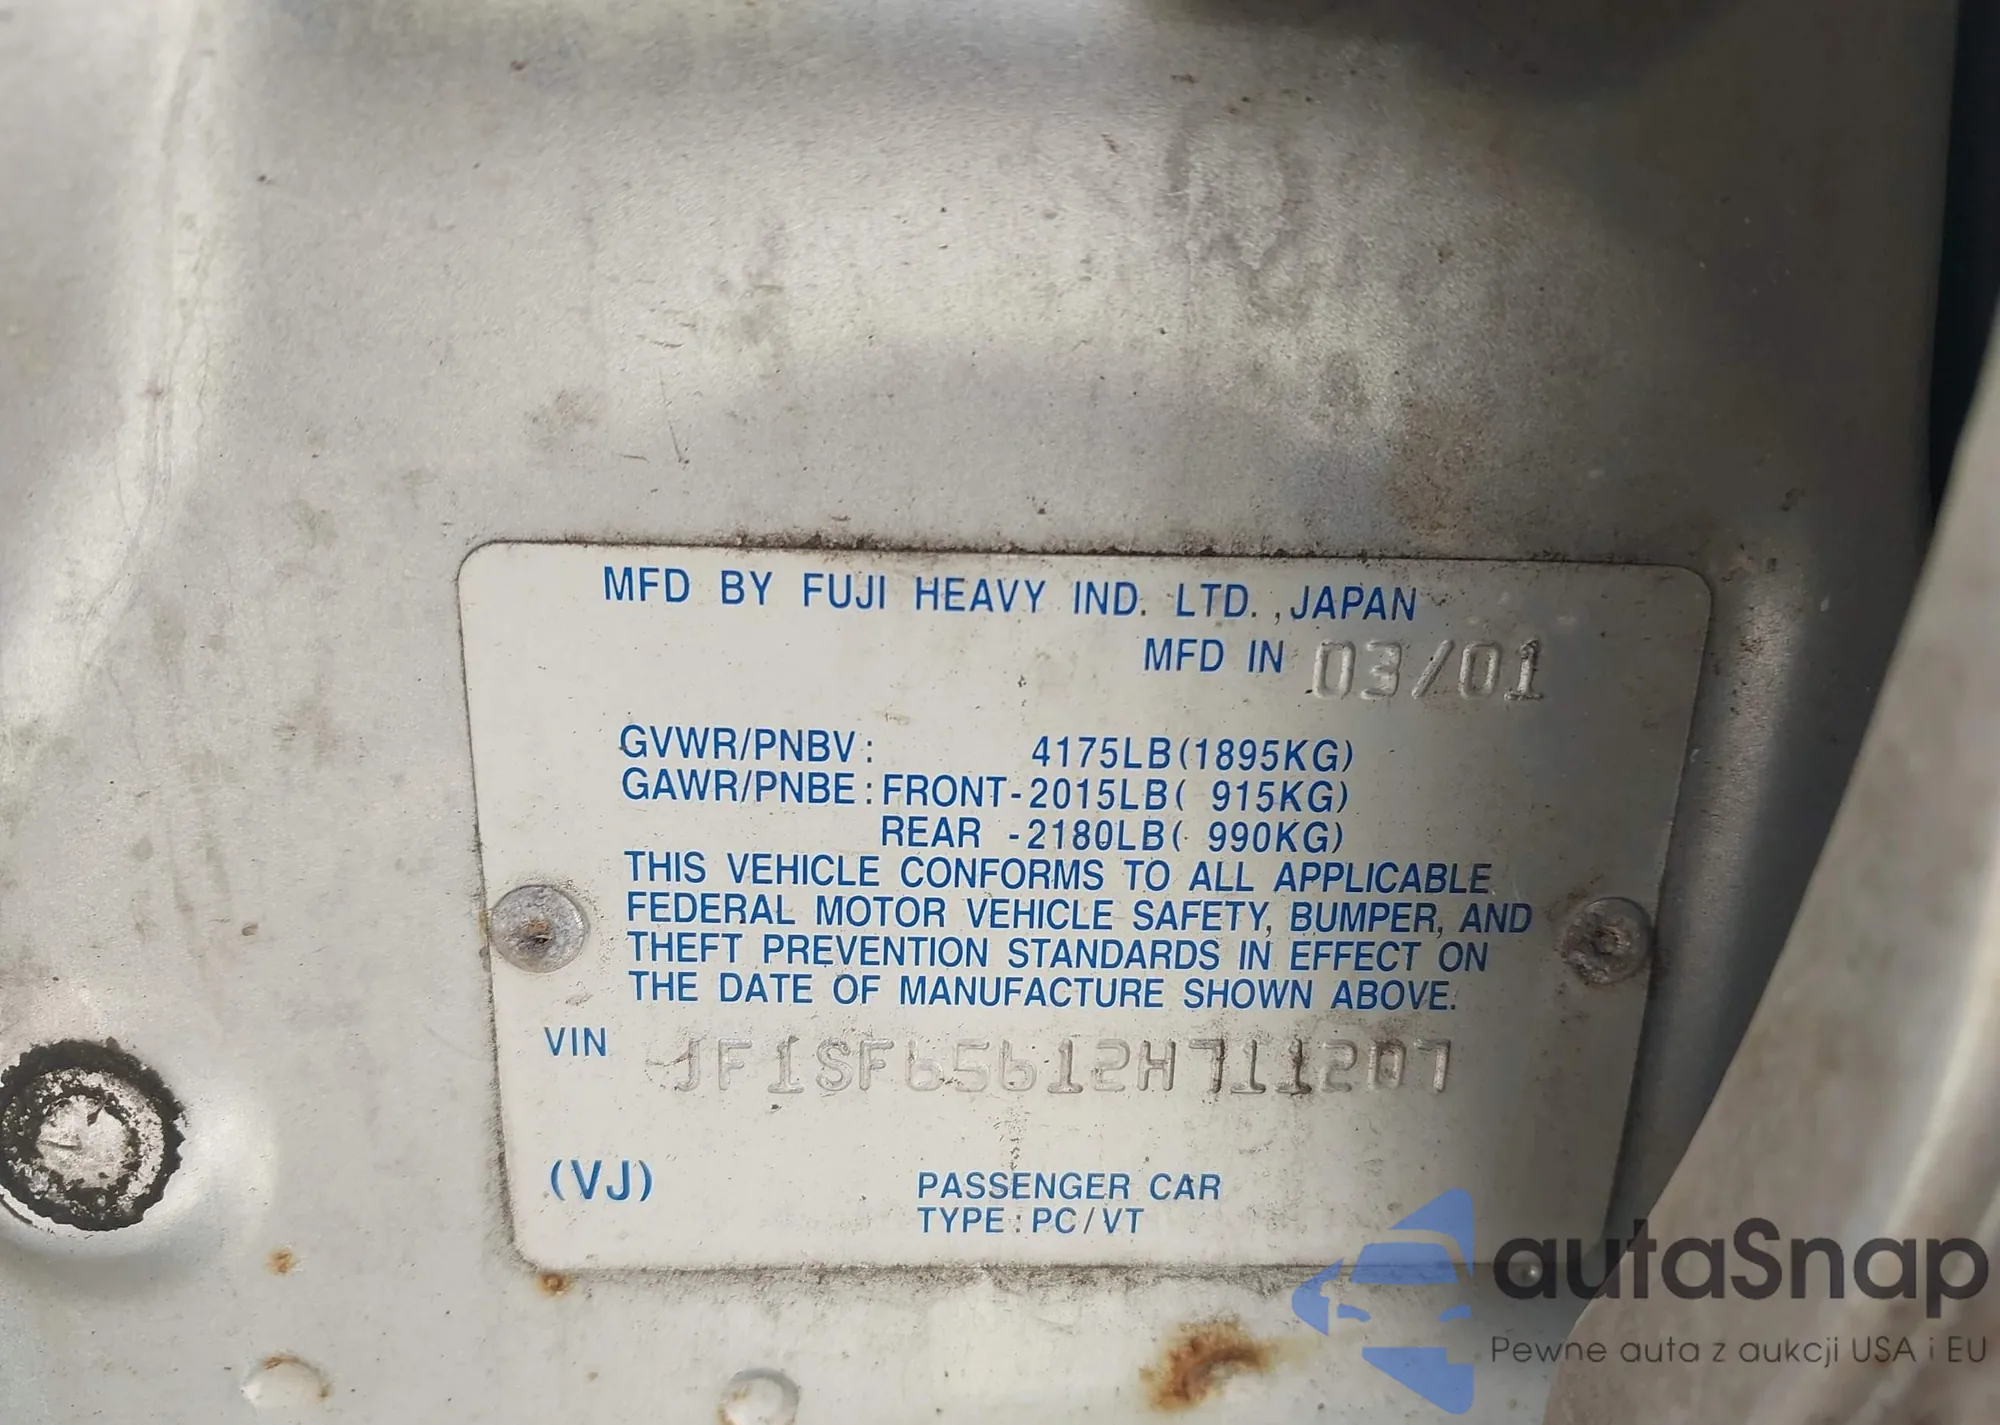 MFD BY FUJI HEAVY IND. LTD. ,JAPAN
MFD IN 03/01
GVWR/PNBV: 4175LB(1895KG)
GAWR/PNBE:FRONT-2015LB( 915KG)
REAR -2180LB( 990KG)
THIS VEHICLE CONFORMS TO ALL APPLICABLE
FEDERAL MOTOR VEHICLE SAFETY, BUMPER, AND
THEFT PREVENTION STANDARDS IN EFFECT ON
THE DATE OF MANUFACTURE SHOWN ABOVE.
VIN JF1SF65612H711207
(VJ) PASSENGER CAR
TYPE:PC/VT
autaSnap
Pewne auta z aukcji USA i EU